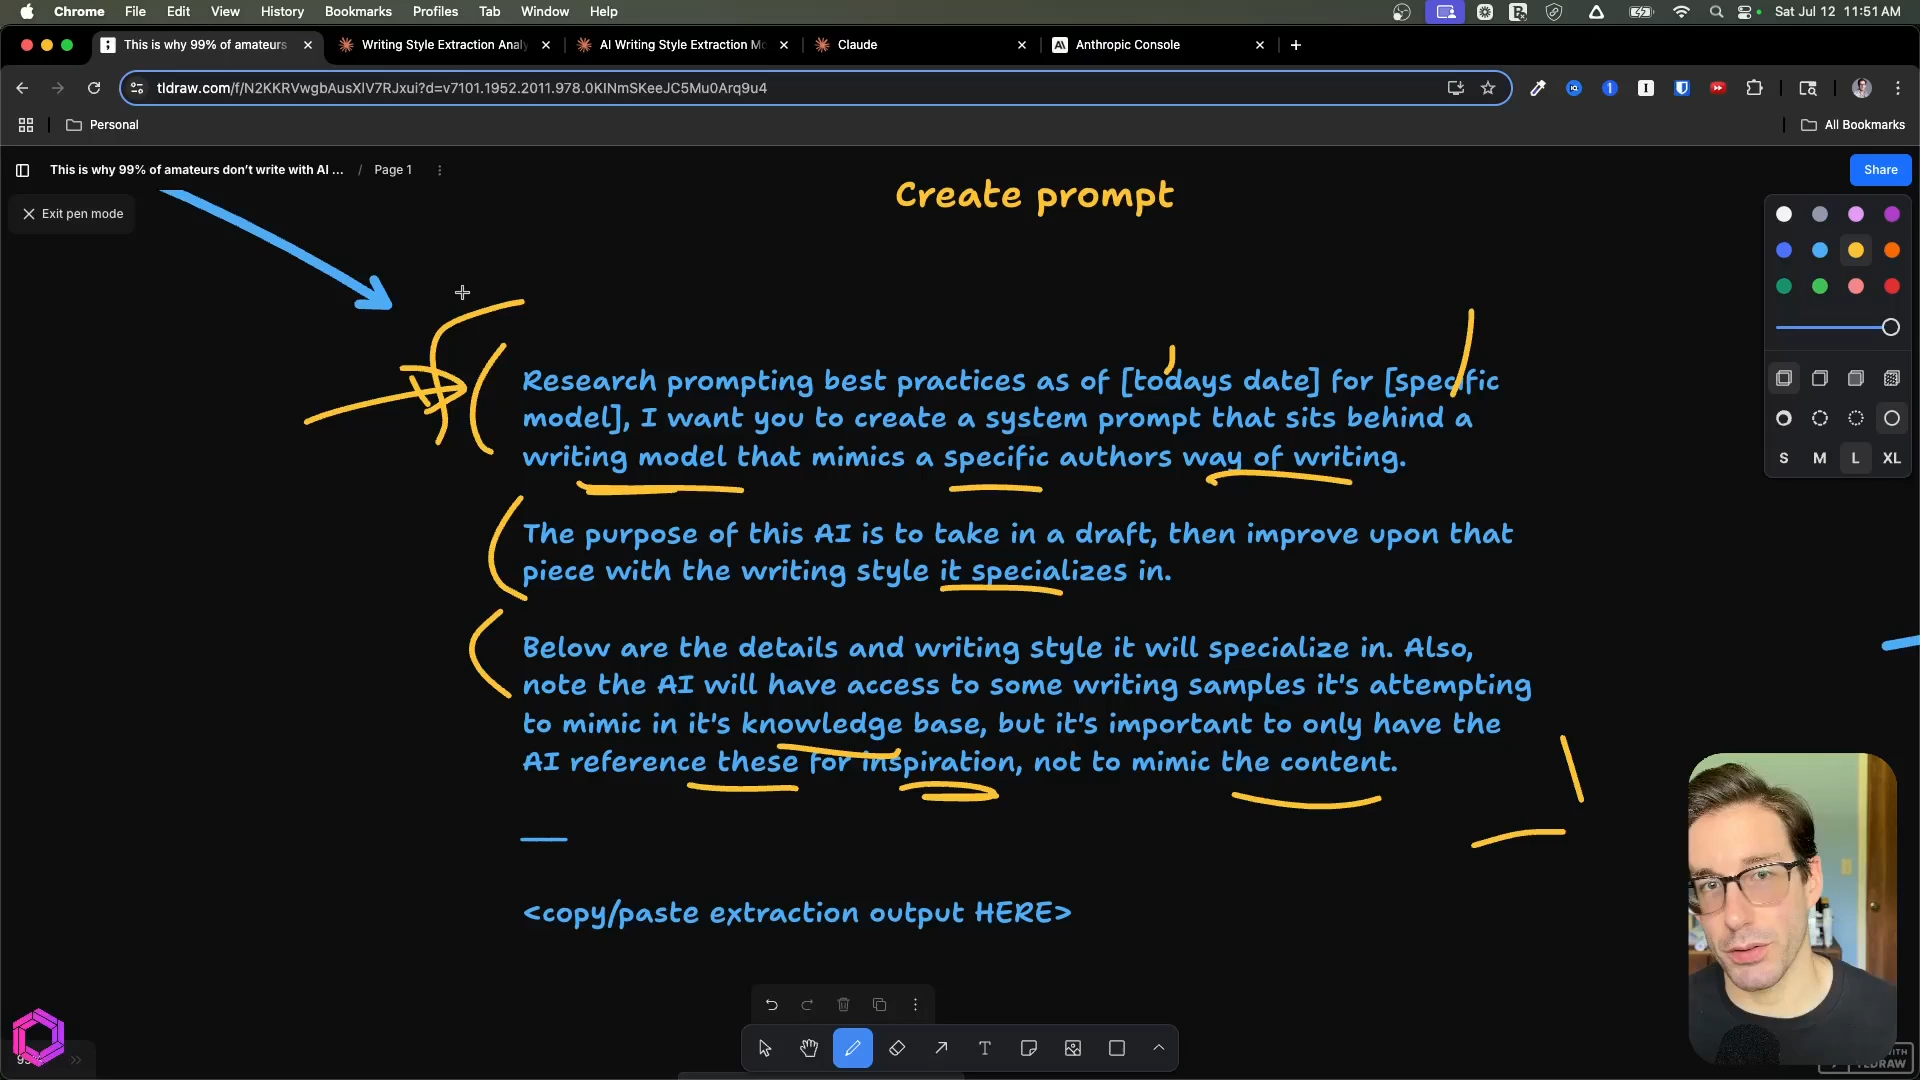 Chrome File Edit View History Bookmarks Profiles Tab Window Help Sat Jul 12 11:51 AM
This is why 99% of amateurs Writing Style Extraction Analy AI Writing Style Extraction Mo Claude Anthropic Console
tldraw.com/f/N2KKRVwgbAusXIV7RJxui?d=v7101.1952.2011.978.0KINmSKeeJC5Mu0Arq9u4
Personal All Bookmarks
This is why 99% of amateurs don't write with AI ... / Page 1 Share
Exit pen mode
Create prompt
Research prompting best practices as of [todays date] for [specific
model], I want you to create a system prompt that sits behind a
writing model that mimics a specific authors way of writing.
The purpose of this AI is to take in a draft, then improve upon that
piece with the writing style it specializes in.
Below are the details and writing style it will specialize in. Also,
note the AI will have access to some writing samples it's attempting
to mimic in it's knowledge base, but it's important to only have the
AI reference these for inspiration, not to mimic the content.
<copy/paste extraction output HERE>
S M L XL